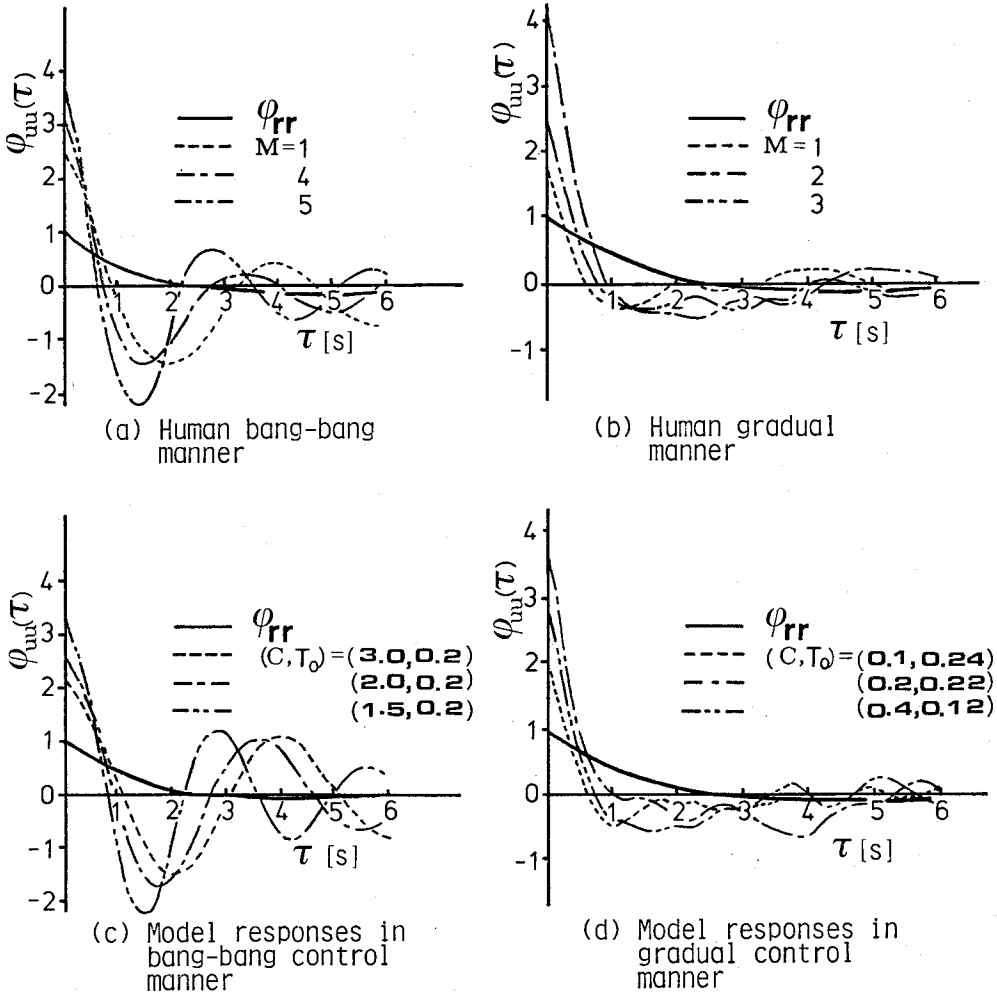 φuu(τ)
4
3
2
1
0
-1
-2
1 2 3 4 5 6
τ [s]
φrr
M=1
4
5
(a) Human bang-bang
manner
φuu(τ)
4
3
2
1
0
-1
1 2 3 4 5 6
τ [s]
φrr
M=1
2
3
(b) Human gradual
manner
φuu(τ)
4
3
2
1
0
-1
-2
1 2 3 4 5 6
τ [s]
φrr
(C,T₀)=(3.0,0.2)
(2.0,0.2)
(1.5,0.2)
(c) Model responses in
bang-bang control
manner
φuu(τ)
4
3
2
1
0
-1
1 2 3 4 5 6
τ [s]
φrr
(C,T₀)=(0.1,0.24)
(0.2,0.22)
(0.4,0.12)
(d) Model responses in
gradual control
manner